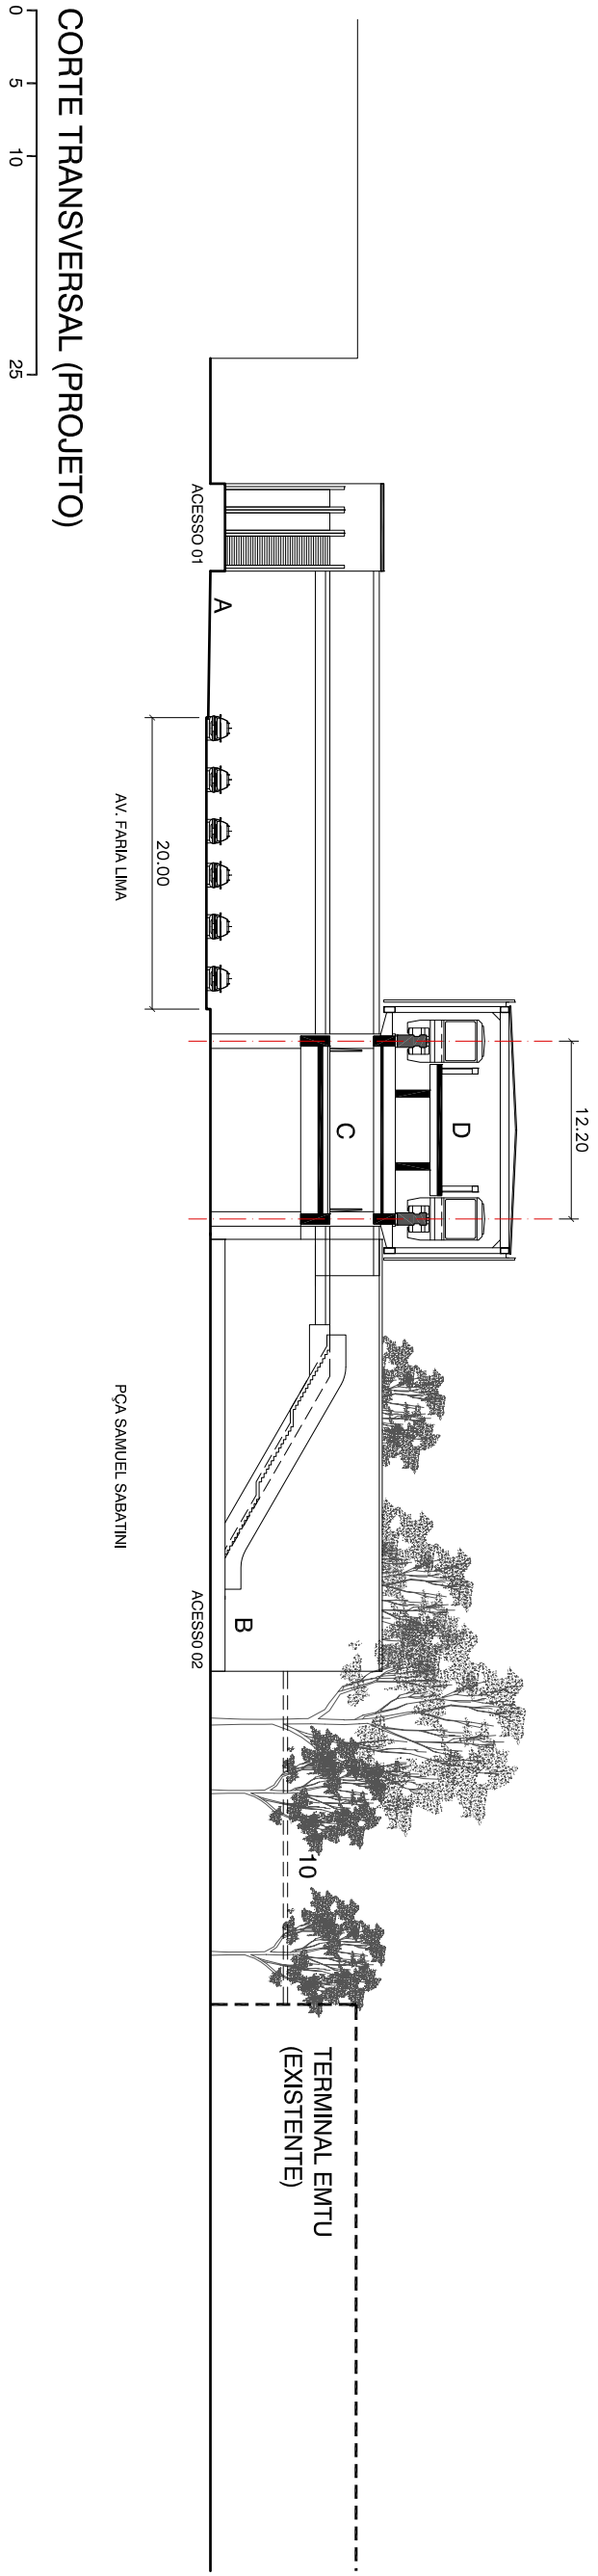 12.20
D
C
TERMINAL EMTU
(EXISTENTE)
10
B
A
ACESSO 01
ACESSO 02
20.00
AV. FARIA LIMA
PÇA SAMUEL SABATINI
CORTE TRANSVERSAL (PROJETO)
0 5 10 25